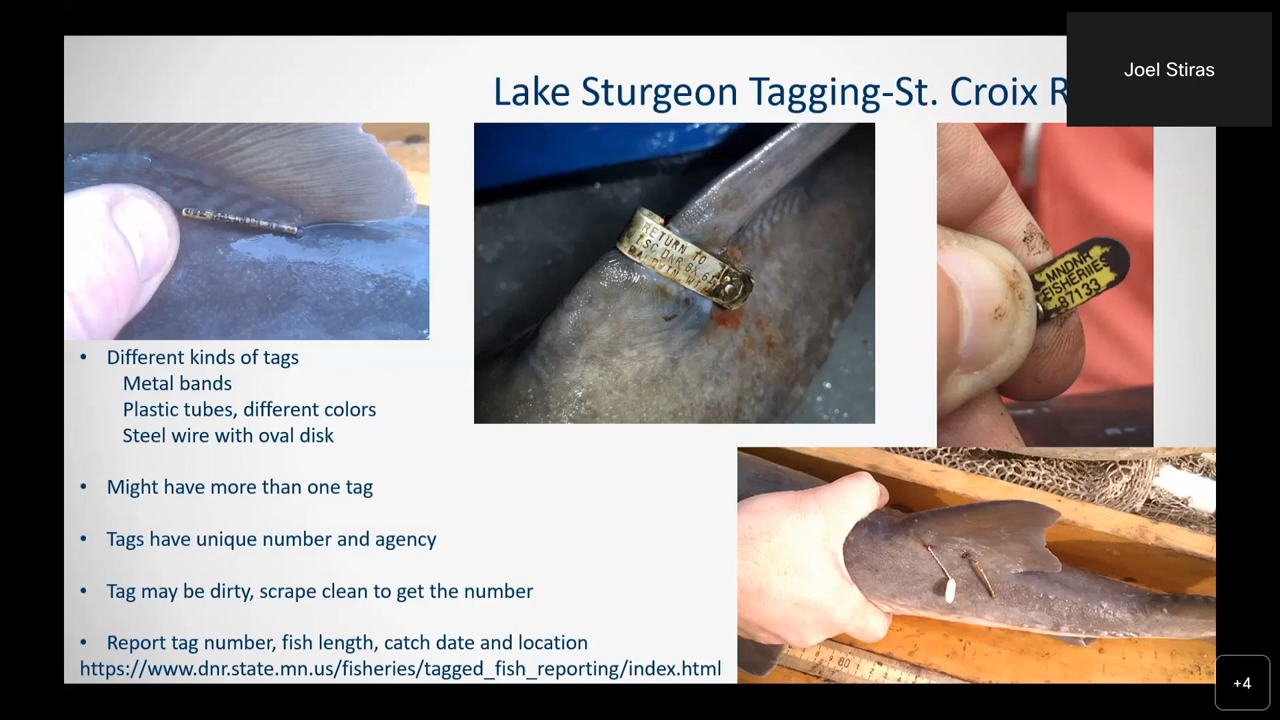 Joel Stiras
Lake Sturgeon Tagging-St. Croix
RETURN TO
MNDNR
FISHERIES
87133
• Different kinds of tags
Metal bands
Plastic tubes, different colors
Steel wire with oval disk
• Might have more than one tag
• Tags have unique number and agency
• Tag may be dirty, scrape clean to get the number
• Report tag number, fish length, catch date and location
https://www.dnr.state.mn.us/fisheries/tagged_fish_reporting/index.html
80
+4